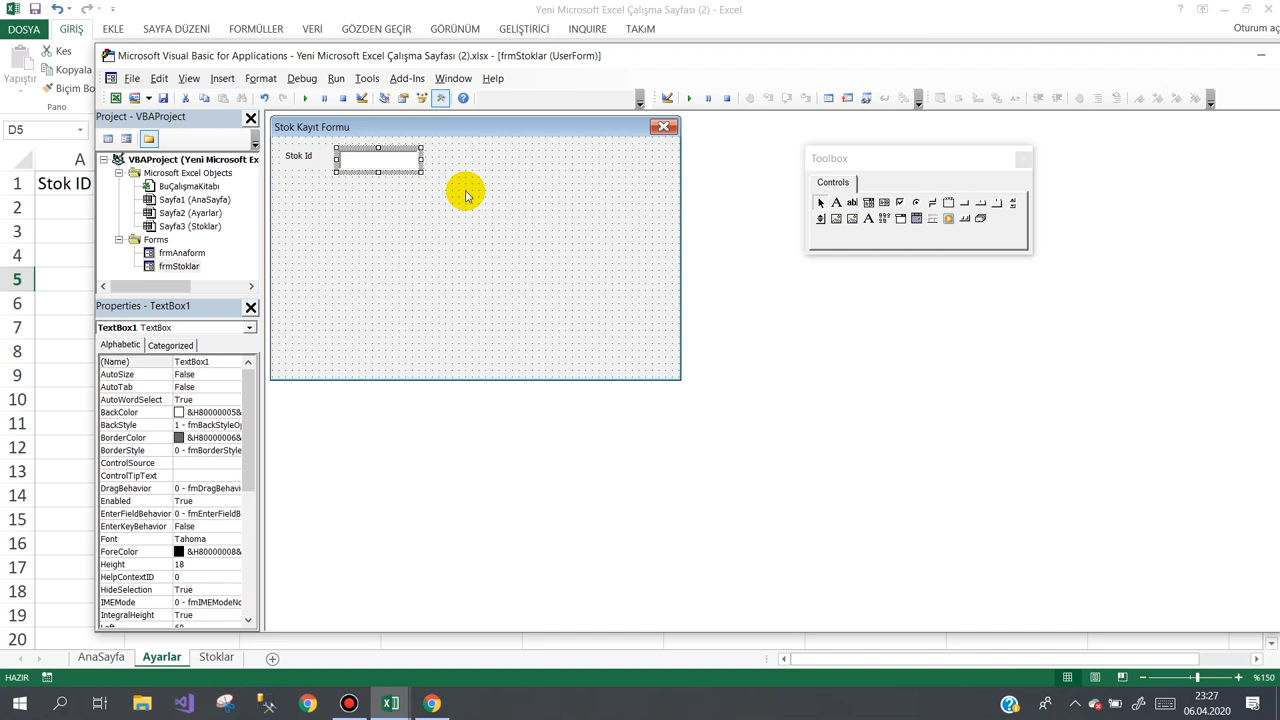 Yeni Microsoft Excel Çalışma Sayfası (2) - Excel
DOSYA GİRİŞ EKLE SAYFA DÜZENİ FORMÜLLER VERİ GÖZDEN GEÇİR GÖRÜNÜM GELİŞTİRİCİ INQUIRE TAKıM Oturum aç
Yapıştır
Kes
Kopyala
Biçim Bo
Pano
D5
A
1 Stok ID
2
3
4
5
6
7
8
9
10
11
12
13
14
15
16
17
18
19
20
Microsoft Visual Basic for Applications - Yeni Microsoft Excel Çalışma Sayfası (2).xlsx - [frmStoklar (UserForm)]
File Edit View Insert Format Debug Run Tools Add-Ins Window Help
Project - VBAProject
VBAProject (Yeni Microsoft Ex
Microsoft Excel Objects
BuÇalışmaKitabı
Sayfa1 (AnaSayfa)
Sayfa2 (Ayarlar)
Sayfa3 (Stoklar)
Forms
frmAnaform
frmStoklar
Properties - TextBox1
TextBox1 TextBox
Alphabetic Categorized
(Name) TextBox1
AutoSize False
AutoTab False
AutoWordSelect True
BackColor &H80000005&
BackStyle 1 - fmBackStyleO
BorderColor &H80000006&
BorderStyle 0 - fmBorderStyle
ControlSource
ControlTipText
DragBehavior 0 - fmDragBehavi
Enabled True
EnterFieldBehavior 0 - fmEnterFieldB
EnterKeyBehavior False
Font Tahoma
ForeColor &H80000008&
Height 18
HelpContextID 0
HideSelection True
IMEMode 0 - fmIMEModeNo
IntegralHeight True
Left 60
Stok Kayıt Formu
Stok Id
Toolbox
Controls
AnaSayfa Ayarlar Stoklar
HAZIR
%150
23:27
06.04.2020